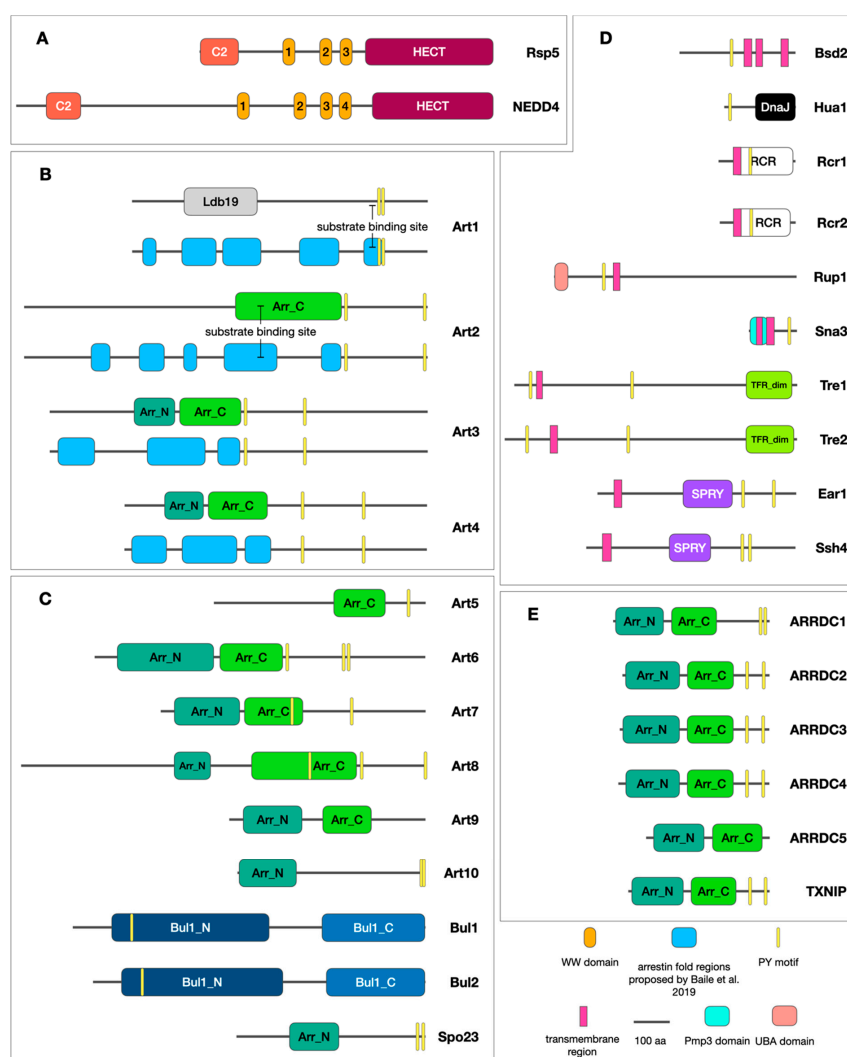 A
C2
1
2
3
HECT
Rsp5
C2
1
2
3
4
HECT
NEDD4
B
Ldb19
substrate binding site
Art1
Arr_C
substrate binding site
Art2
Arr_N
Arr_C
Art3
Arr_N
Arr_C
Art4
C
Arr_C
Art5
Arr_N
Arr_C
Art6
Arr_N
Arr_C
Art7
Arr_N
Arr_C
Art8
Arr_N
Arr_C
Art9
Arr_N
Art10
Bul1_N
Bul1_C
Bul1
Bul1_N
Bul1_C
Bul2
Arr_N
Spo23
D
Bsd2
DnaJ
Hua1
RCR
Rcr1
RCR
Rcr2
Rup1
Sna3
TFR_dim
Tre1
TFR_dim
Tre2
SPRY
Ear1
SPRY
Ssh4
E
Arr_N
Arr_C
ARRDC1
Arr_N
Arr_C
ARRDC2
Arr_N
Arr_C
ARRDC3
Arr_N
Arr_C
ARRDC4
Arr_N
Arr_C
ARRDC5
Arr_N
Arr_C
TXNIP
WW domain
arrestin fold regions
proposed by Baile et al.
2019
PY motif
transmembrane
region
100 aa
Pmp3 domain
UBA domain